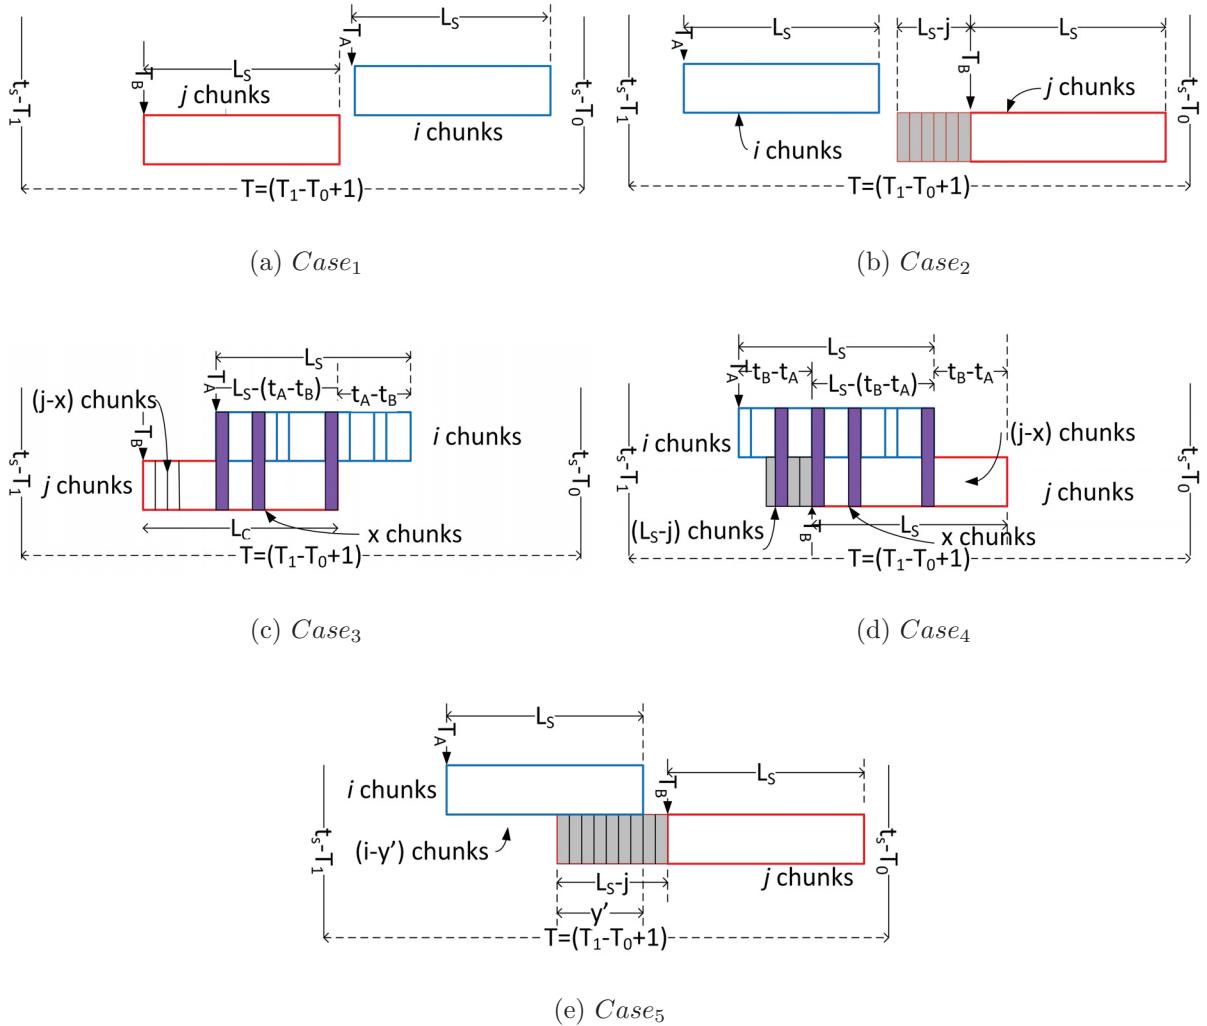 L_S
T_A
T_B
L_S
j chunks
i chunks
t_s-T_1
t_s-T_0
T=(T_1-T_0+1)
(a) Case_1
L_S
L_S-j
L_S
T_A
T_B
j chunks
i chunks
t_s-T_1
t_s-T_0
T=(T_1-T_0+1)
(b) Case_2
L_S
T_A
L_S-(t_A-t_B)
t_A-t_B
(j-x) chunks
T_B
i chunks
j chunks
t_s-T_1
t_s-T_0
L_C
x chunks
T=(T_1-T_0+1)
(c) Case_3
L_S
t_B-t_A
t_B-t_A
T_A
L_S-(t_B-t_A)
(j-x) chunks
i chunks
t_s-T_1
t_s-T_0
j chunks
(L_S-j) chunks
T_B
L_S
x chunks
T=(T_1-T_0+1)
(d) Case_4
L_S
T_A
L_S
T_B
i chunks
(i-y') chunks
t_s-T_1
t_s-T_0
L_S-j
j chunks
y'
T=(T_1-T_0+1)
(e) Case_5